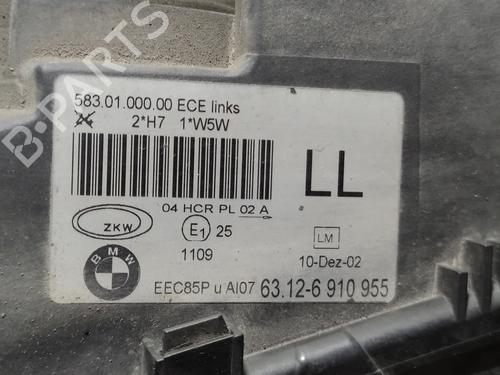 B-PARTS
583.01.000.00 ECE links
2*H7 1*W5W
LL
04 HCR PL 02 A
ZKW
E1 25
LM
1109
10-Dez-02
BMW
EEC85P u AI07 63.12-6 910 955